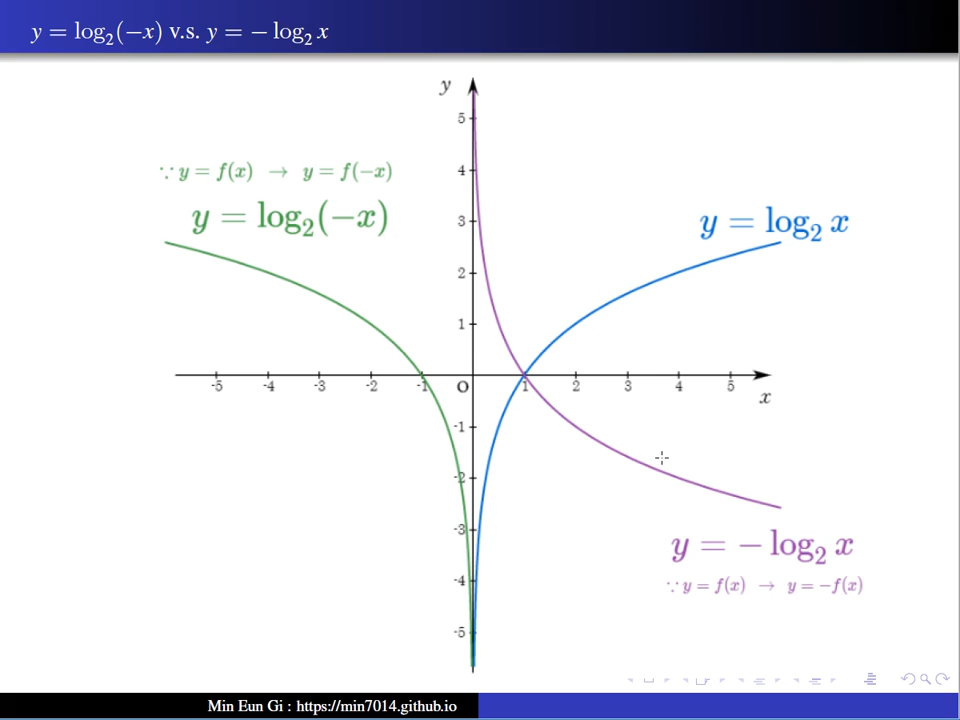 y = log₂(−x) v.s. y = − log₂ x
y
5
∵ y = f(x) → y = f(−x)
4
y = log₂(−x)
3
y = log₂ x
2
1
-5 -4 -3 -2 -1 O 1 2 3 4 5
x
-1
-2
-3
y = − log₂ x
-4
∵ y = f(x) → y = −f(x)
-5
Min Eun Gi : https://min7014.github.io